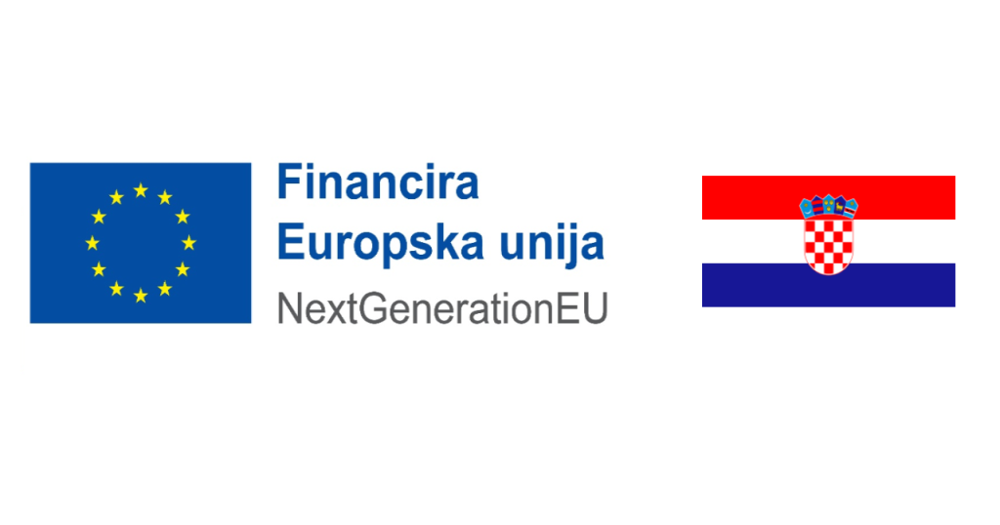 Financira
Europska unija
NextGenerationEU